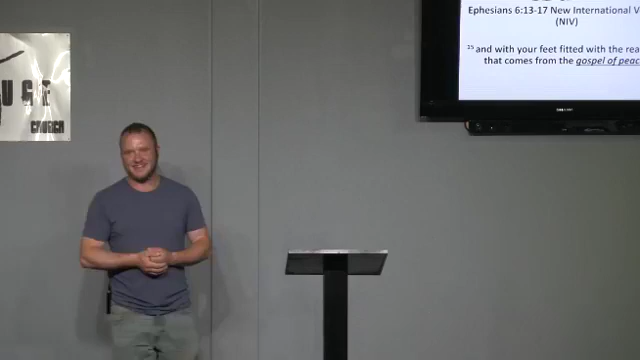 CHURCH
Ephesians 6:13-17 New International V
(NIV)
15 and with your feet fitted with the rea
that comes from the gospel of peac